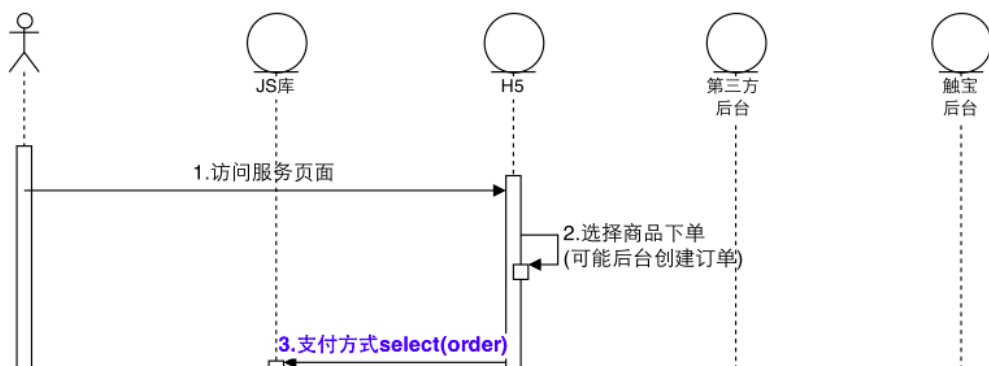 JS库
H5
第三方
后台
触宝
后台
1.访问服务页面
2.选择商品下单
(可能后台创建订单)
3.支付方式select(order)